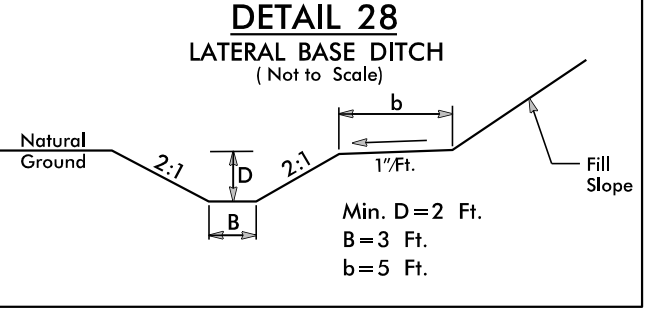 DETAIL 28
LATERAL BASE DITCH
( Not to Scale)
b
Natural
Ground
2:1
D
2:1
1"/Ft.
Fill
Slope
B
Min. D=2 Ft.
B=3 Ft.
b=5 Ft.